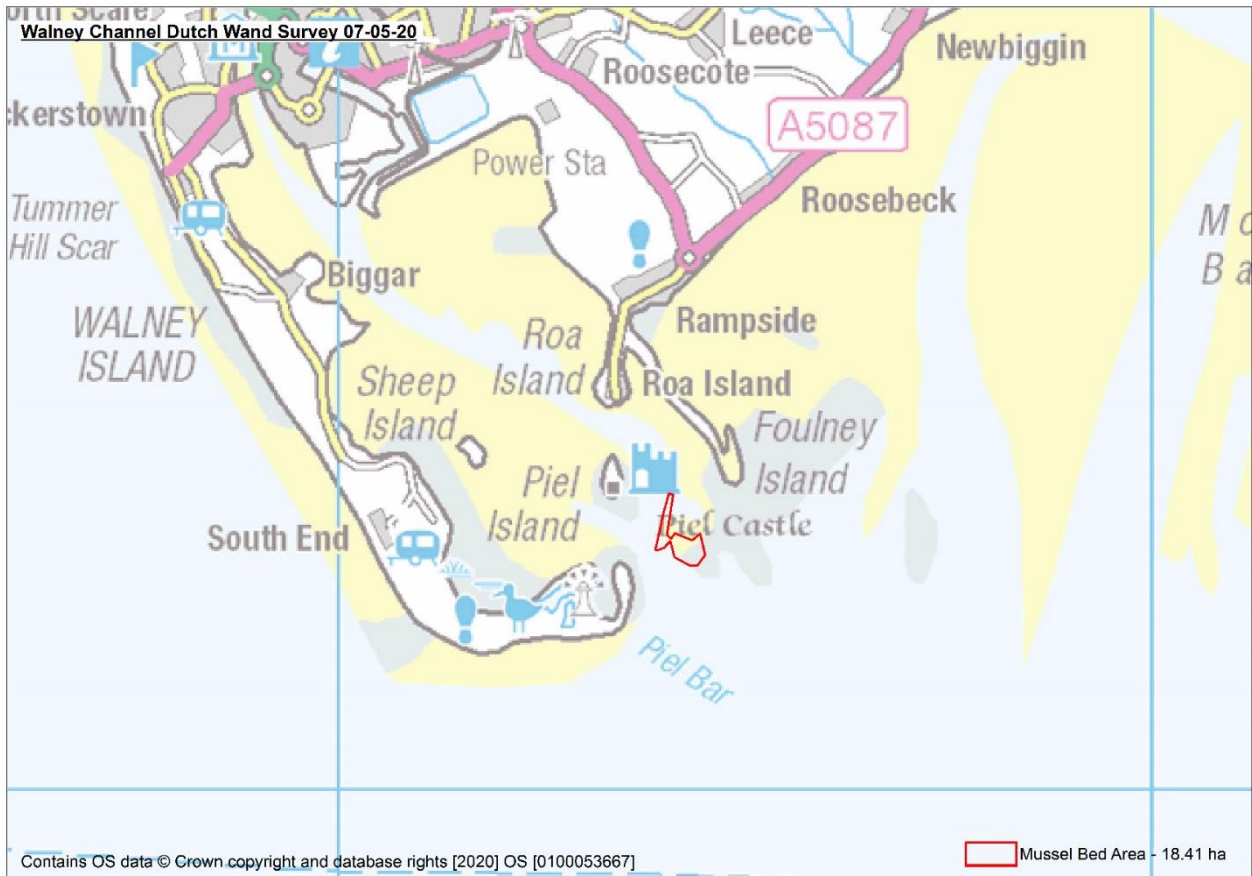 Walney Channel Dutch Wand Survey 07-05-20
Leece
Newbiggin
Roosecote
ckerstown
A5087
Power Sta
Roosebeck
Tummer
Hill Scar
Biggar
WALNEY
ISLAND
Rampside
Roa
Island
Roa Island
Sheep
Island
Foulney
Island
Piel
Island
Piel Castle
South End
Piel Bar
Contains OS data © Crown copyright and database rights [2020] OS [0100053667]
Mussel Bed Area - 18.41 ha